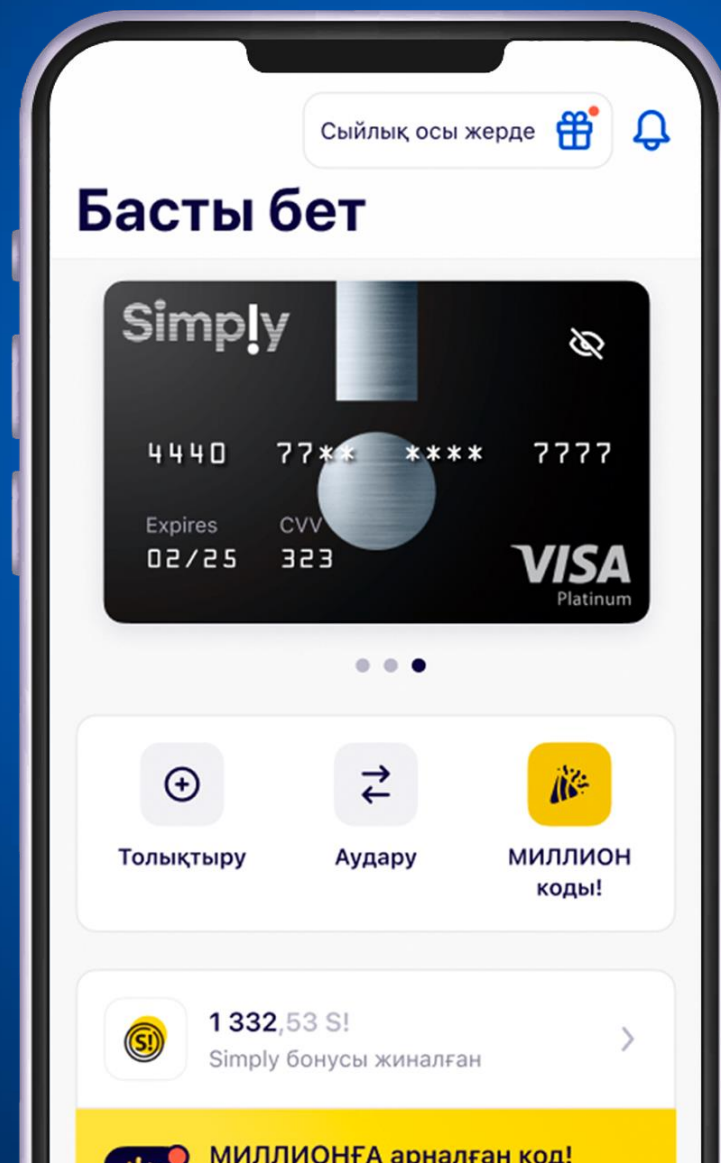 Сыйлық осы жерде
Басты бет
Simply
4440 77** **** 7777
Expires CVV
02/25 323
VISA
Platinum
Толықтыру Аудару МИЛЛИОН
коды!
S!
1 332,53 S!
Simply бонусы жиналған
МИЛЛИОНҒА арналған код!